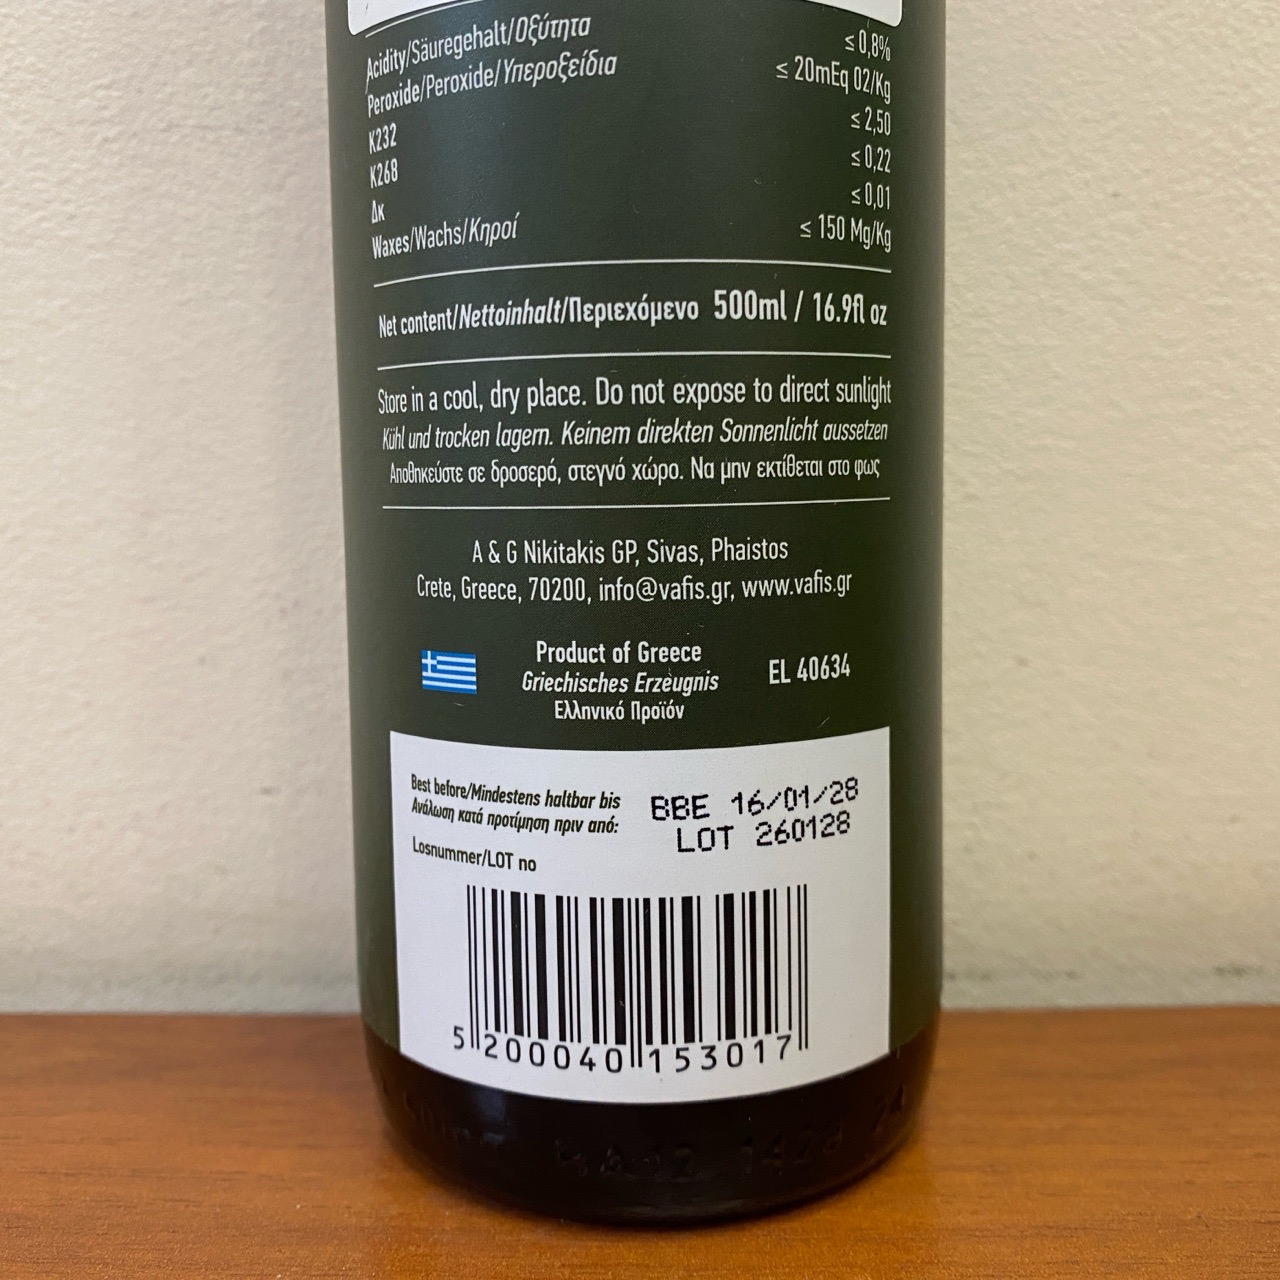 Acidity/Säuregehalt/Οξύτητα ≤ 0,8%
Peroxide/Peroxide/Υπεροξείδια ≤ 20mEq 02/Kg
K232 ≤ 2,50
K268 ≤ 0,22
Δκ ≤ 0,01
Waxes/Wachs/Κηροί ≤ 150 Mg/Kg
Net content/Nettoinhalt/Περιεχόμενο 500ml / 16.9fl oz
Store in a cool, dry place. Do not expose to direct sunlight
Kühl und trocken lagern. Keinem direkten Sonnenlicht aussetzen
Αποθηκεύστε σε δροσερό, στεγνό χώρο. Να μην εκτίθεται στο φως
A & G Nikitakis GP, Sivas, Phaistos
Crete, Greece, 70200, info@vafis.gr, www.vafis.gr
Product of Greece
Griechisches Erzeugnis EL 40634
Ελληνικό Προϊόν
Best before/Mindestens haltbar bis BBE 16/01/28
Ανάλωση κατά προτίμηση πριν από: LOT 260128
Losnummer/LOT no
5 200040 153017